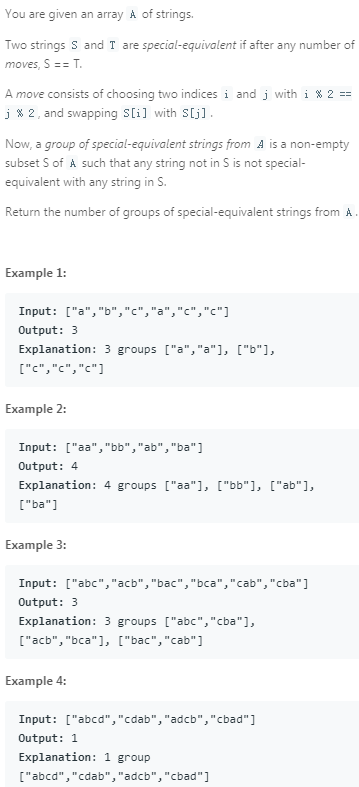 You are given an array A of strings.
Two strings S and T are special-equivalent if after any number of
moves, S == T.
A move consists of choosing two indices i and j with i % 2 ==
j % 2, and swapping S[i] with S[j].
Now, a group of special-equivalent strings from A is a non-empty
subset S of A such that any string not in S is not special-
equivalent with any string in S.
Return the number of groups of special-equivalent strings from A.
Example 1:
Input: ["a","b","c","a","c","c"]
Output: 3
Explanation: 3 groups ["a","a"], ["b"],
["c","c","c"]
Example 2:
Input: ["aa","bb","ab","ba"]
Output: 4
Explanation: 4 groups ["aa"], ["bb"], ["ab"],
["ba"]
Example 3:
Input: ["abc","acb","bac","bca","cab","cba"]
Output: 3
Explanation: 3 groups ["abc","cba"],
["acb","bca"], ["bac","cab"]
Example 4:
Input: ["abcd","cdab","adcb","cbad"]
Output: 1
Explanation: 1 group
["abcd","cdab","adcb","cbad"]